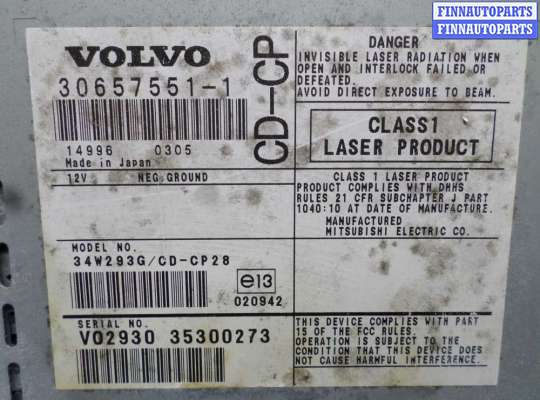 FINNAUTOPARTS
FINNAUTOPARTS
VOLVO
30657551-1
14996 0305
Made in Japan
12V NEG GROUND
CD-CP
DANGER
INVISIBLE LASER RADIATION WHEN
OPEN AND INTERLOCK FAILED OR
DEFEATED.
AVOID DIRECT EXPOSURE TO BEAM.
CLASS1
LASER PRODUCT
CLASS 1 LASER PRODUCT
PRODUCT COMPLIES WITH DHHS
RULES 21 CFR SUBCHAPTER J PART
1040:10 AT DATE OF MANUFACTURE.
MANUFACTURED
MITSUBISHI ELECTRIC CO.
MODEL NO.
34W293G/CD-CP28
e13
020942
SERIAL NO.
VO2930 35300273
THIS DEVICE COMPLIES WITH PART
15 OF THE FCC RULES.
OPERATION IS SUBJECT TO THE
CONDITION THAT THIS DEVICE DOES
NOT CAUSE HARMFUL INTERFERENCE.